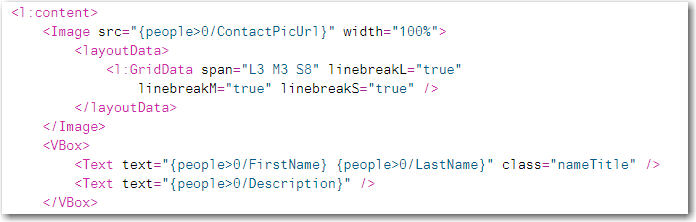 <l:content>
<Image src="{people>0/ContactPicUrl}" width="100%">
<layoutData>
<l:GridData span="L3 M3 S8" linebreakL="true"
linebreakM="true" linebreakS="true" />
</layoutData>
</Image>
<VBox>
<Text text="{people>0/FirstName} {people>0/LastName}" class="nameTitle" />
<Text text="{people>0/Description}" />
</VBox>